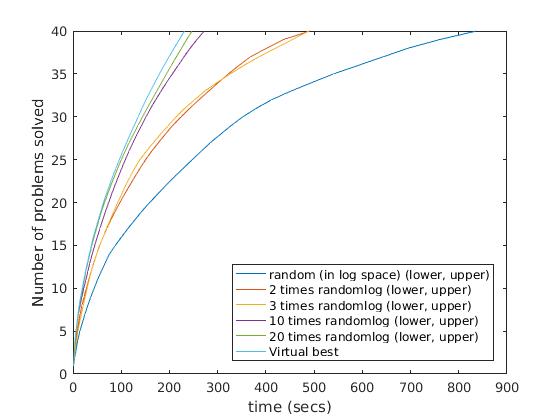 40
35
30
25
20
15
10
5
0
Number of problems solved
random (in log space) (lower, upper)
2 times randomlog (lower, upper)
3 times randomlog (lower, upper)
10 times randomlog (lower, upper)
20 times randomlog (lower, upper)
Virtual best
0 100 200 300 400 500 600 700 800 900
time (secs)